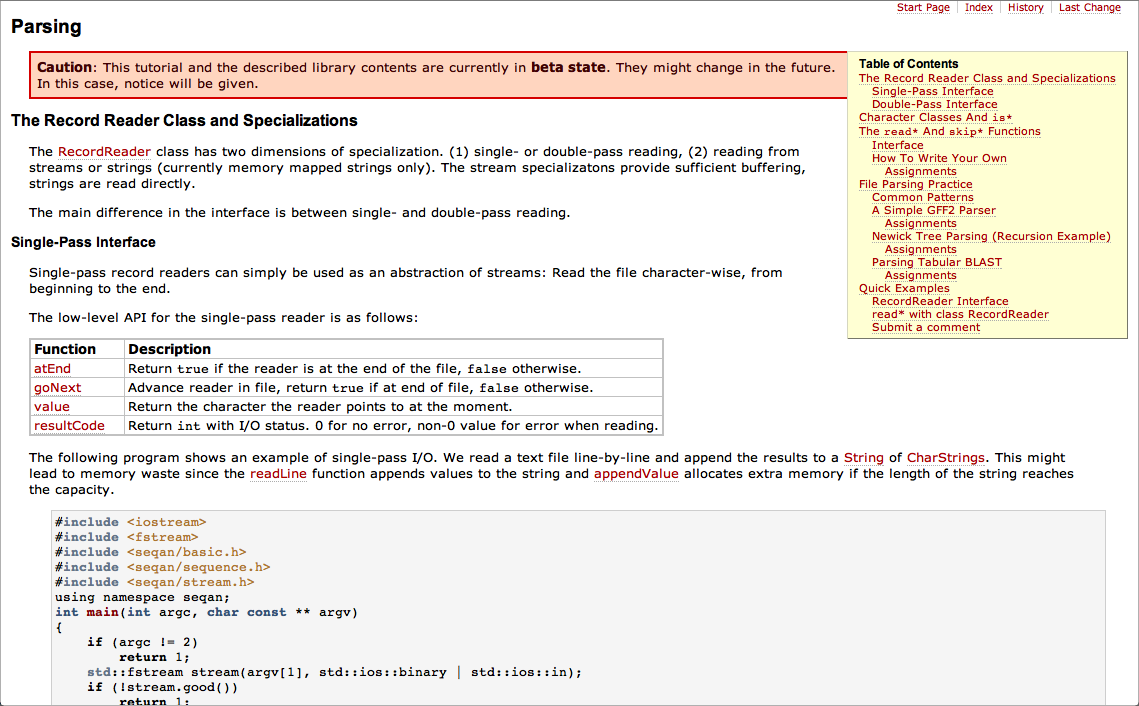 Start Page | Index | History | Last Change
Parsing
Caution: This tutorial and the described library contents are currently in beta state. They might change in the future.
In this case, notice will be given.
Table of Contents
The Record Reader Class and Specializations
Single-Pass Interface
Double-Pass Interface
Character Classes And is*
The read* And skip* Functions
Interface
How To Write Your Own
Assignments
File Parsing Practice
Common Patterns
A Simple GFF2 Parser
Assignments
Newick Tree Parsing (Recursion Example)
Assignments
Parsing Tabular BLAST
Assignments
Quick Examples
RecordReader Interface
read* with class RecordReader
Submit a comment
The Record Reader Class and Specializations
The RecordReader class has two dimensions of specialization. (1) single- or double-pass reading, (2) reading from
streams or strings (currently memory mapped strings only). The stream specializatons provide sufficient buffering,
strings are read directly.
The main difference in the interface is between single- and double-pass reading.
Single-Pass Interface
Single-pass record readers can simply be used as an abstraction of streams: Read the file character-wise, from
beginning to the end.
The low-level API for the single-pass reader is as follows:
Function Description
atEnd Return true if the reader is at the end of the file, false otherwise.
goNext Advance reader in file, return true if at end of file, false otherwise.
value Return the character the reader points to at the moment.
resultCode Return int with I/O status. 0 for no error, non-0 value for error when reading.
The following program shows an example of single-pass I/O. We read a text file line-by-line and append the results to a String of CharStrings. This might
lead to memory waste since the readLine function appends values to the string and appendValue allocates extra memory if the length of the string reaches
the capacity.
#include <iostream>
#include <fstream>
#include <seqan/basic.h>
#include <seqan/sequence.h>
#include <seqan/stream.h>
using namespace seqan;
int main(int argc, char const ** argv)
{
    if (argc != 2)
        return 1;
    std::fstream stream(argv[1], std::ios::binary | std::ios::in);
    if (!stream.good())
        return 1;